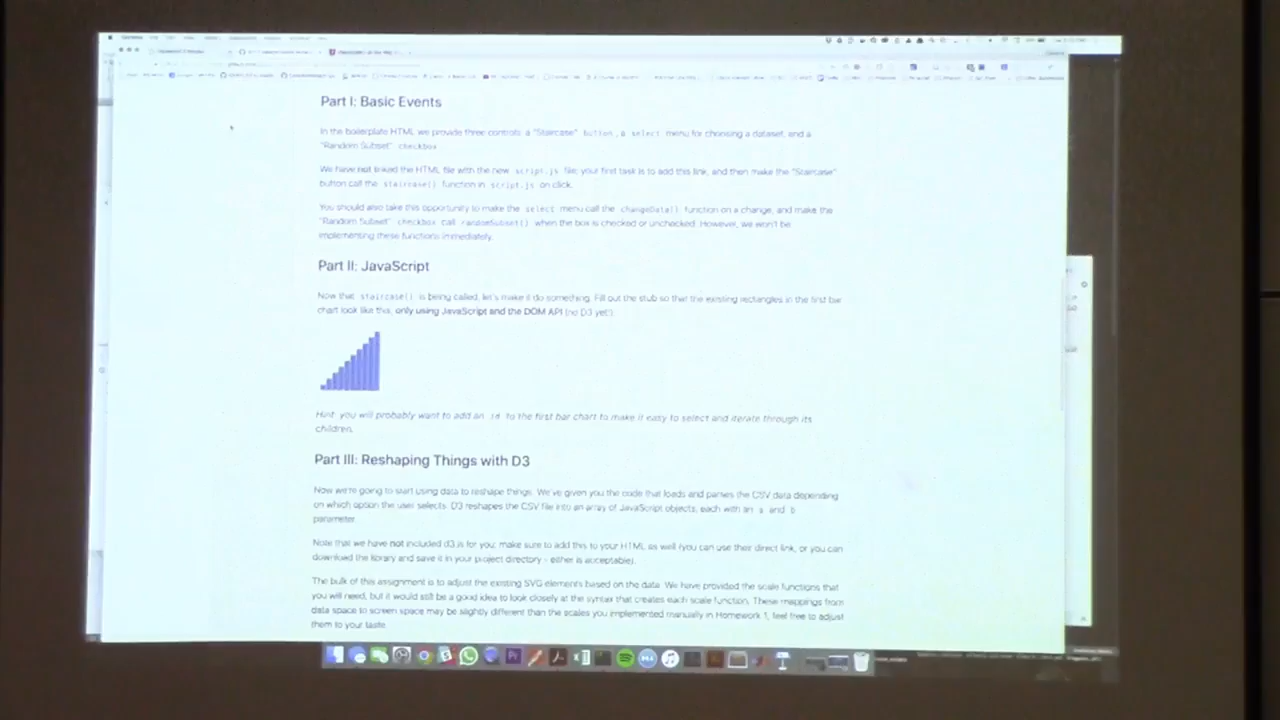 Part I: Basic Events
In the boilerplate HTML we provide three controls a "Staircase" button, a select menu for choosing a dataset, and a
"Random Subset" checkbox
We have not linked the HTML file with the new script.js file; your first task is to add this link, and then make the "Staircase"
button call the staircase() function in script.js on click.
You should also take this opportunity to make the select menu call the changeData() function on a change, and make the
"Random Subset" checkbox call randomSubset() when the box is checked or unchecked. However, we won't be
implementing these functions immediately.
Part II: JavaScript
Now that staircase() is being called, let's make it do something. Fill out the stub so that the existing rectangles in the first bar
chart look like this, only using JavaScript and the DOM API (no D3 yet!).
Hint: you will probably want to add an id to the first bar chart to make it easy to select and iterate through its
children.
Part III: Reshaping Things with D3
Now we're going to start using data to reshape things. We've given you the code that loads and parses the CSV data depending
on which option the user selects. D3 reshapes the CSV file into an array of JavaScript objects, each with an a and b
parameter.
Note that we have not included d3.js for you; make sure to add this to your HTML as well (you can use their direct link, or you can
download the library and save it in your project directory - either is acceptable).
The bulk of this assignment is to adjust the existing SVG elements based on the data. We have provided the scale functions that
you will need, but it would still be a good idea to look closely at the syntax that creates each scale function. These mappings from
data space to screen space may be slightly different than the scales you implemented manually in Homework 1, feel free to adjust
them to your taste.